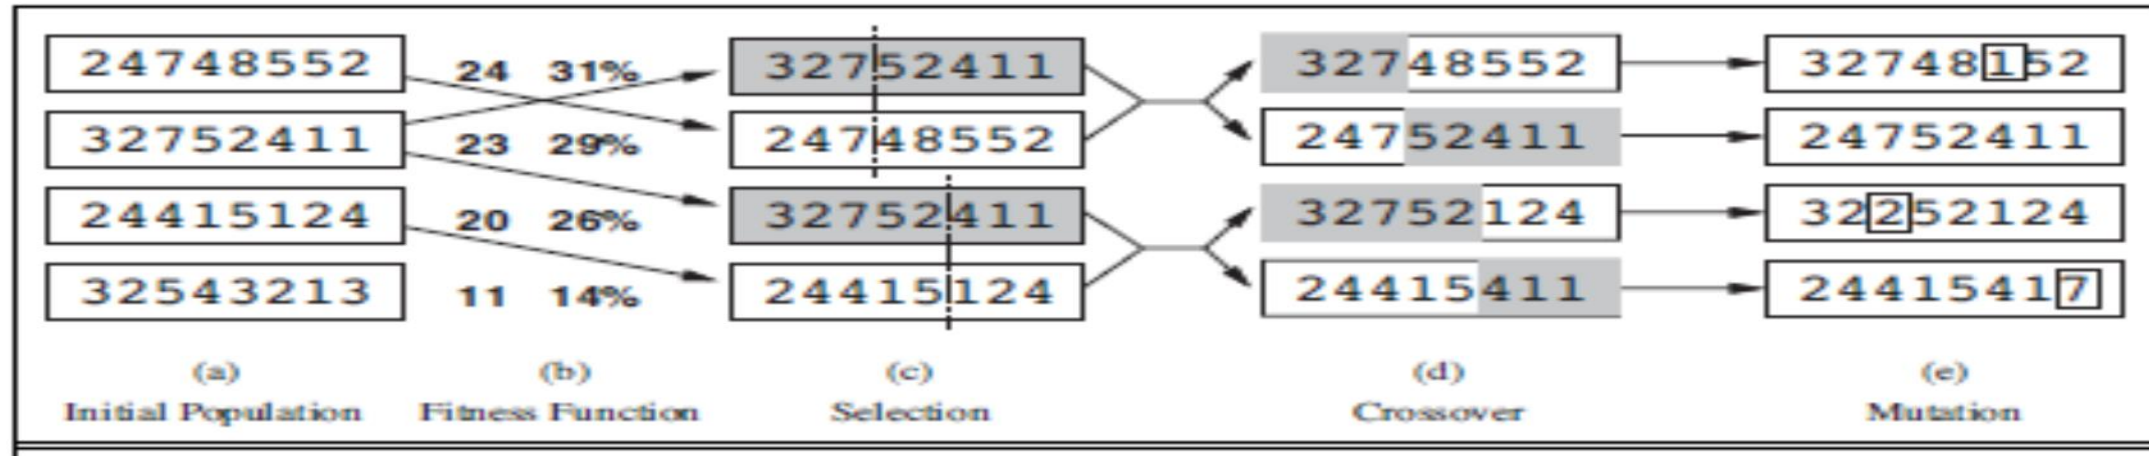 24748552 24 31% 32752411 32748552 32748152
32752411 23 29% 24748552 24752411 24752411
24415124 20 26% 32752411 32752124 32252124
32543213 11 14% 24415124 24415411 24415417
(a) (b) (c) (d) (e)
Initial Population Fitness Function Selection Crossover Mutation